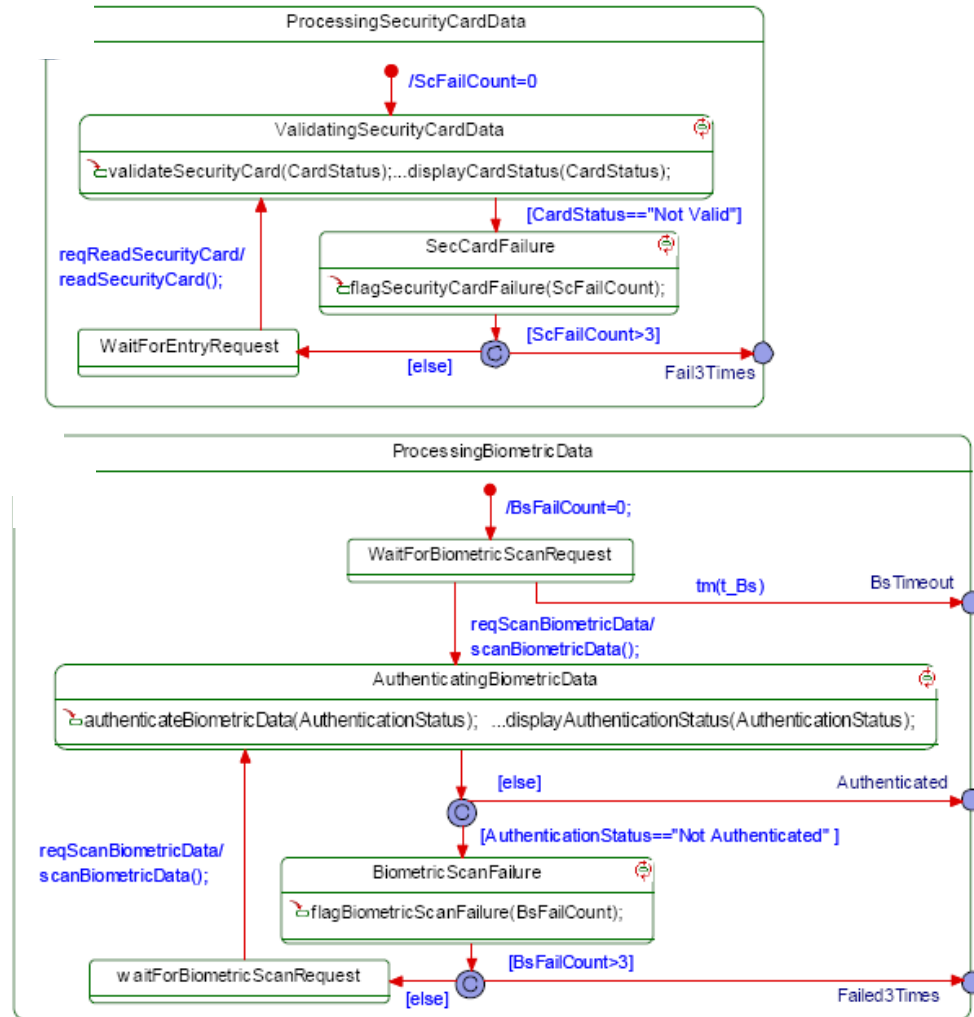 ProcessingSecurityCardData
/ScFailCount=0
ValidatingSecurityCardData
validateSecurityCard(CardStatus);...displayCardStatus(CardStatus);
[CardStatus=="Not Valid"]
reqReadSecurityCard/
readSecurityCard();
SecCardFailure
flagSecurityCardFailure(ScFailCount);
WaitForEntryRequest
[else]
C
[ScFailCount>3]
Fail3Times
ProcessingBiometricData
/BsFailCount=0;
WaitForBiometricScanRequest
tm(t_Bs)
BsTimeout
reqScanBiometricData/
scanBiometricData();
AuthenticatingBiometricData
authenticateBiometricData(AuthenticationStatus); ...displayAuthenticationStatus(AuthenticationStatus);
[else]
Authenticated
C
[AuthenticationStatus=="Not Authenticated" ]
reqScanBiometricData/
scanBiometricData();
BiometricScanFailure
flagBiometricScanFailure(BsFailCount);
waitForBiometricScanRequest
[else]
C
[BsFailCount>3]
Failed3Times